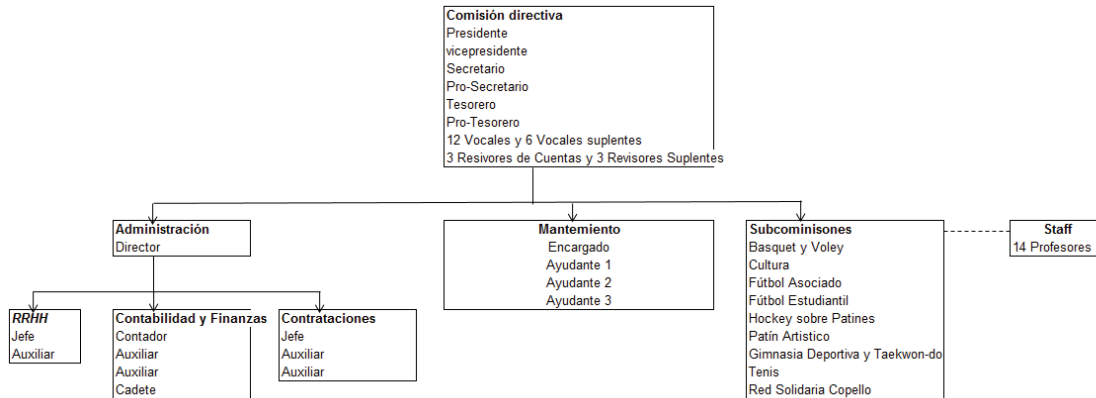 Comisión directiva
Presidente
vicepresidente
Secretario
Pro-Secretario
Tesorero
Pro-Tesorero
12 Vocales y 6 Vocales suplentes
3 Resivores de Cuentas y 3 Revisores Suplentes
Administración
Director
Mantemiento
Encargado
Ayudante 1
Ayudante 2
Ayudante 3
Subcominisones
Basquet y Voley
Cultura
Fútbol Asociado
Fútbol Estudiantil
Hockey sobre Patines
Patín Artistico
Gimnasia Deportiva y Taekwon-do
Tenis
Red Solidaria Copello
Staff
14 Profesores
RRHH
Jefe
Auxiliar
Contabilidad y Finanzas
Contador
Auxiliar
Auxiliar
Cadete
Contrataciones
Jefe
Auxiliar
Auxiliar